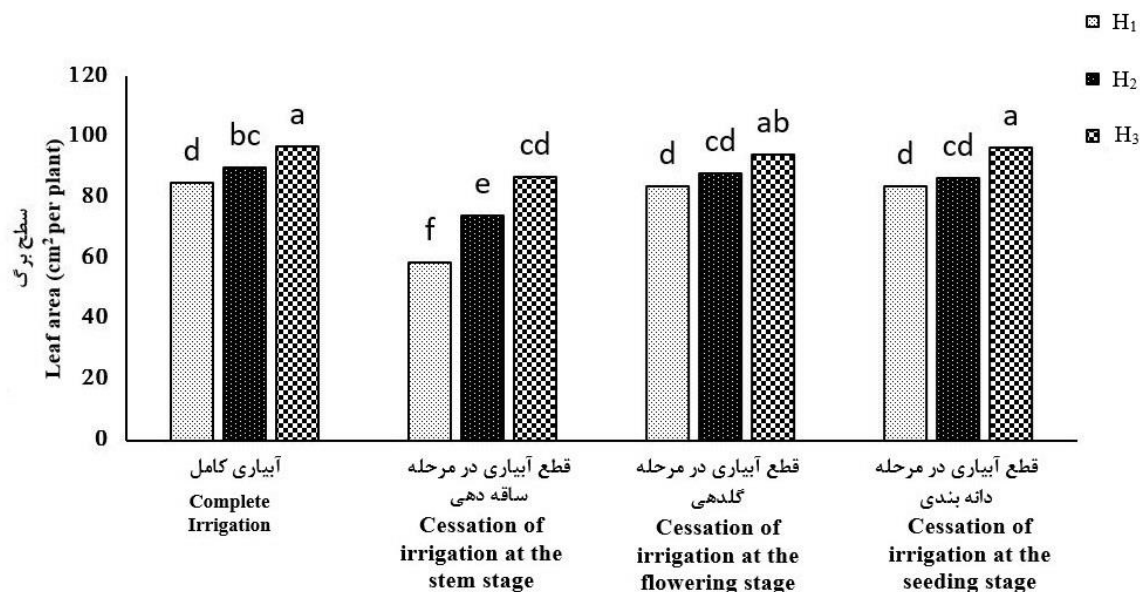 H₁
H₂
H₃
سطح برگ
Leaf area (cm² per plant)
120
100
80
60
40
20
0
d
bc
a
f
e
cd
d
cd
ab
d
cd
a
آبیاری کامل
Complete
Irrigation
قطع آبیاری در مرحله
ساقه دهی
Cessation of
irrigation at the
stem stage
قطع آبیاری در مرحله
گلدهی
Cessation of
irrigation at the
flowering stage
قطع آبیاری در مرحله
دانه بندی
Cessation of
irrigation at the
seeding stage